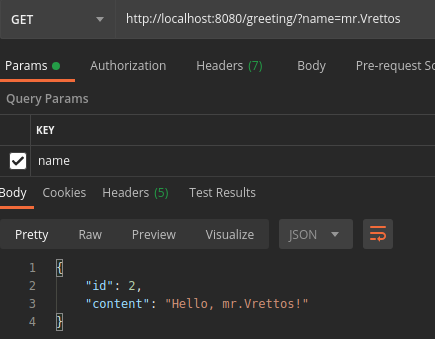 GET http://localhost:8080/greeting/?name=mr.Vrettos
Params Authorization Headers (7) Body Pre-request Sc
Query Params
KEY
name
Body Cookies Headers (5) Test Results
Pretty Raw Preview Visualize JSON
1 {
2 "id": 2,
3 "content": "Hello, mr.Vrettos!"
4 }